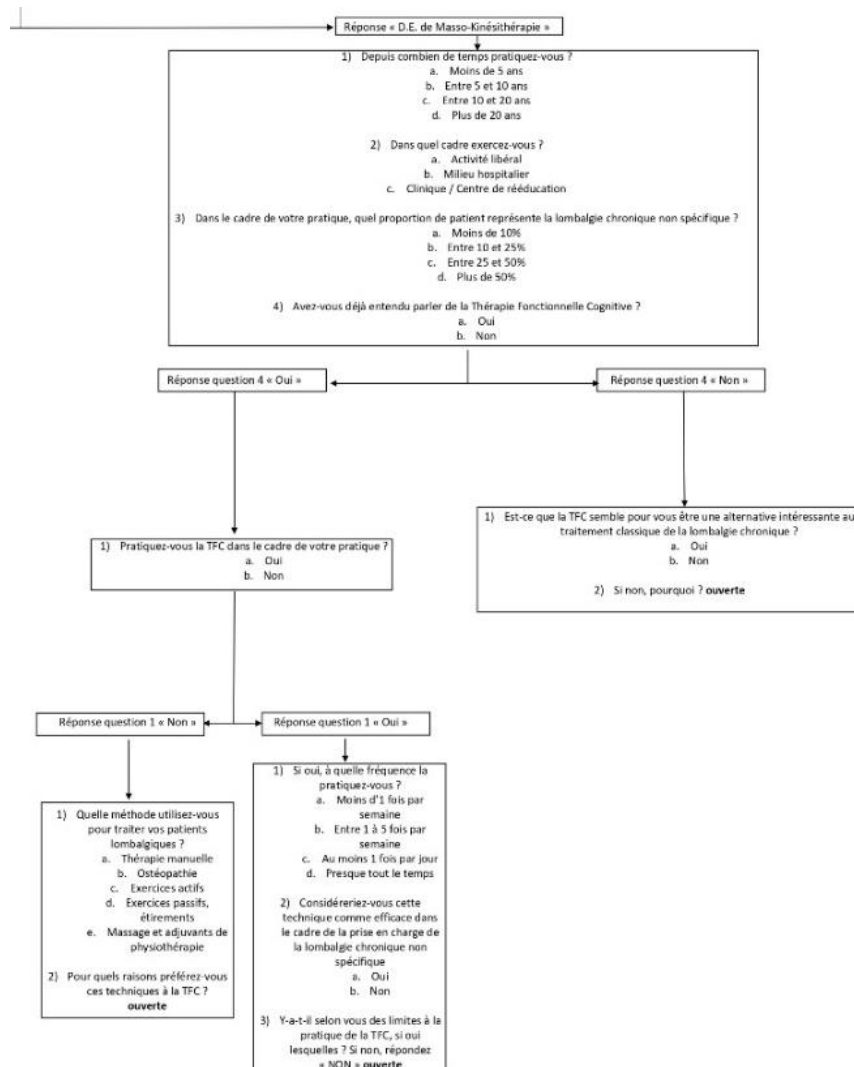 Réponse « D.E. de Masso-Kinésithérapie »
1) Depuis combien de temps pratiquez-vous ?
a. Moins de 5 ans
b. Entre 5 et 10 ans
c. Entre 10 et 20 ans
d. Plus de 20 ans
2) Dans quel cadre exercez-vous ?
a. Activité libéral
b. Milieu hospitalier
c. Clinique / Centre de rééducation
3) Dans le cadre de votre pratique, quel proportion de patient représente la lombalgie chronique non spécifique ?
a. Moins de 10%
b. Entre 10 et 25%
c. Entre 25 et 50%
d. Plus de 50%
4) Avez-vous déjà entendu parler de la Thérapie Fonctionnelle Cognitive ?
a. Oui
b. Non
Réponse question 4 « Oui »
Réponse question 4 « Non »
1) Est-ce que la TFC semble pour vous être une alternative intéressante au
traitement classique de la lombalgie chronique ?
a. Oui
b. Non
2) Si non, pourquoi ? ouverte
1) Pratiquez-vous la TFC dans le cadre de votre pratique ?
a. Oui
b. Non
Réponse question 1 « Non »
Réponse question 1 « Oui »
1) Quelle méthode utilisez-vous
pour traiter vos patients
lombalgiques ?
a. Thérapie manuelle
b. Ostéopathie
c. Exercices actifs
d. Exercices passifs,
étirements
e. Massage et adjuvants de
physiothérapie
2) Pour quels raisons préférez-vous
ces techniques à la TFC ?
ouverte
1) Si oui, à quelle fréquence la
pratiquez-vous ?
a. Moins d'1 fois par
semaine
b. Entre 1 à 5 fois par
semaine
c. Au moins 1 fois par jour
d. Presque tout le temps
2) Considéreriez-vous cette
technique comme efficace dans
le cadre de la prise en charge de
la lombalgie chronique non
spécifique
a. Oui
b. Non
3) Y-a-t-il selon vous des limites à la
pratique de la TFC, si oui
lesquelles ? Si non, répondez
« NON » ouverte